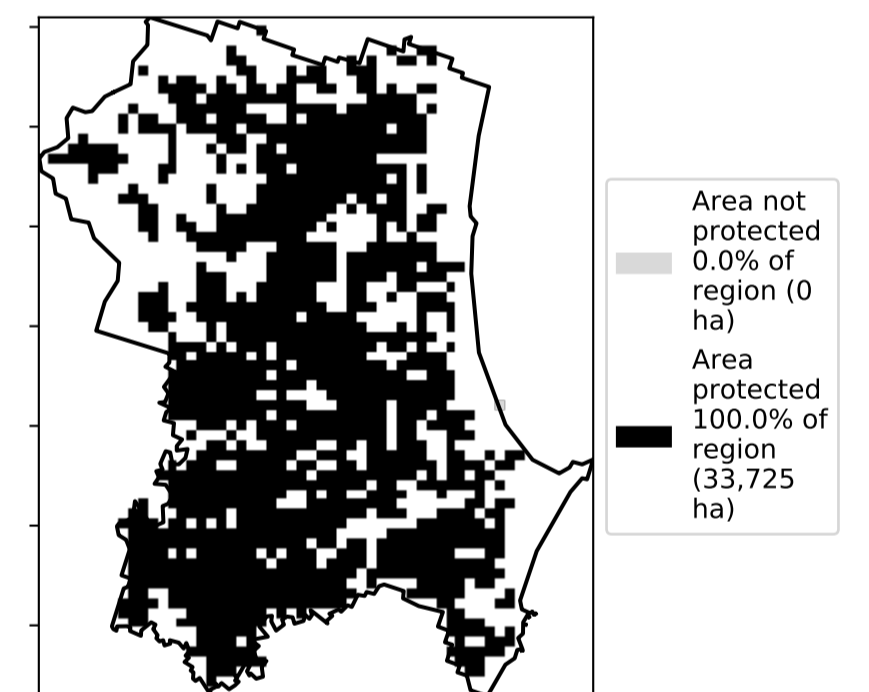 Area not
protected
0.0% of
region (0
ha)
Area
protected
100.0% of
region
(33,725
ha)